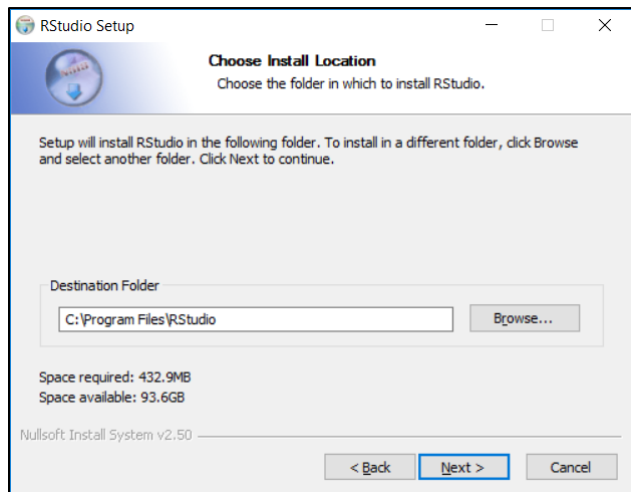 RStudio Setup
Choose Install Location
Choose the folder in which to install RStudio.
Setup will install RStudio in the following folder. To install in a different folder, click Browse
and select another folder. Click Next to continue.
Destination Folder
C:\Program Files\RStudio
Browse...
Space required: 432.9MB
Space available: 93.6GB
Nullsoft Install System v2.50
< Back
Next >
Cancel